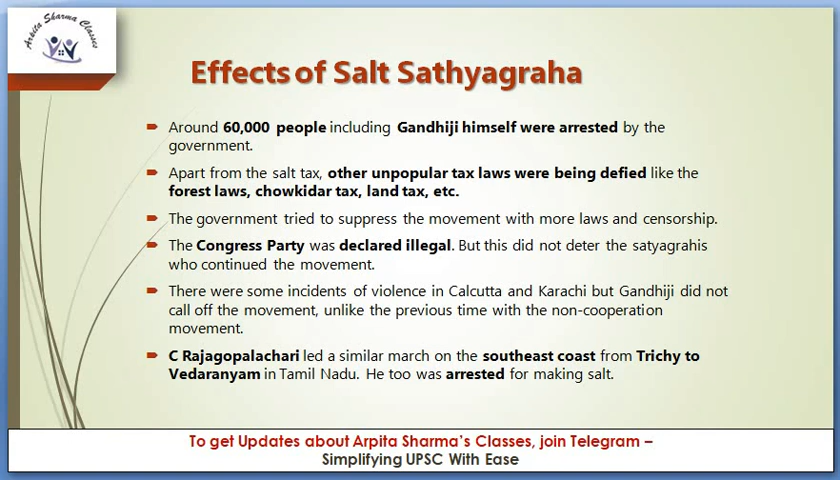 Arpita Sharma Classes
Effects of Salt Sathyagraha
Around 60,000 people including Gandhiji himself were arrested by the
government.
Apart from the salt tax, other unpopular tax laws were being defied like the
forest laws, chowkidar tax, land tax, etc.
The government tried to suppress the movement with more laws and censorship.
The Congress Party was declared illegal. But this did not deter the satyagrahis
who continued the movement.
There were some incidents of violence in Calcutta and Karachi but Gandhiji did not
call off the movement, unlike the previous time with the non-cooperation
movement.
C Rajagopalachari led a similar march on the southeast coast from Trichy to
Vedaranyam in Tamil Nadu. He too was arrested for making salt.
To get Updates about Arpita Sharma's Classes, join Telegram –
Simplifying UPSC With Ease